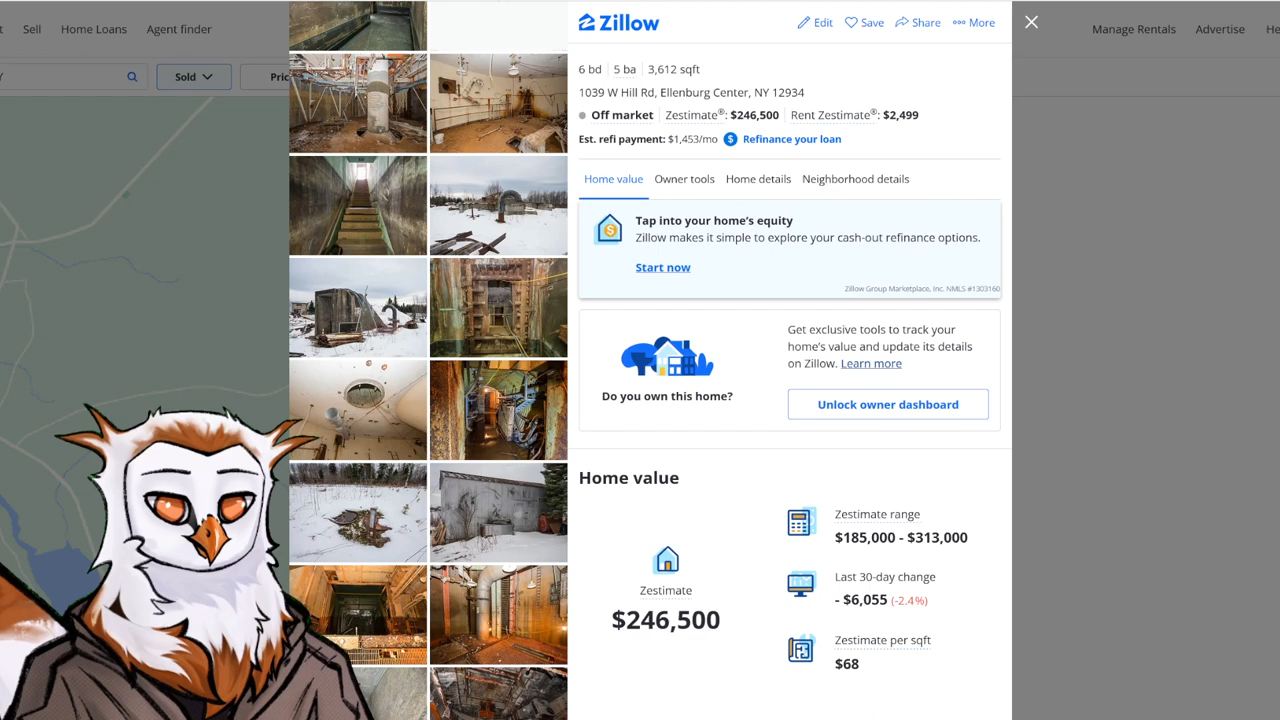 t
Sell
Home Loans
Agent finder
Manage Rentals
Advertise
He
Y
Sold
Pric
Zillow
Edit
Save
Share
More
6 bd
5 ba
3,612 sqft
1039 W Hill Rd, Ellenburg Center, NY 12934
Off market
Zestimate®: $246,500
Rent Zestimate®: $2,499
Est. refi payment: $1,453/mo
$ Refinance your loan
Home value
Owner tools
Home details
Neighborhood details
Tap into your home's equity
Zillow makes it simple to explore your cash-out refinance options.
Start now
Zillow Group Marketplace, Inc. NMLS #1303160
Do you own this home?
Get exclusive tools to track your
home's value and update its details
on Zillow. Learn more
Unlock owner dashboard
Home value
Zestimate
$246,500
Zestimate range
$185,000 - $313,000
Last 30-day change
- $6,055 (-2.4%)
Zestimate per sqft
$68